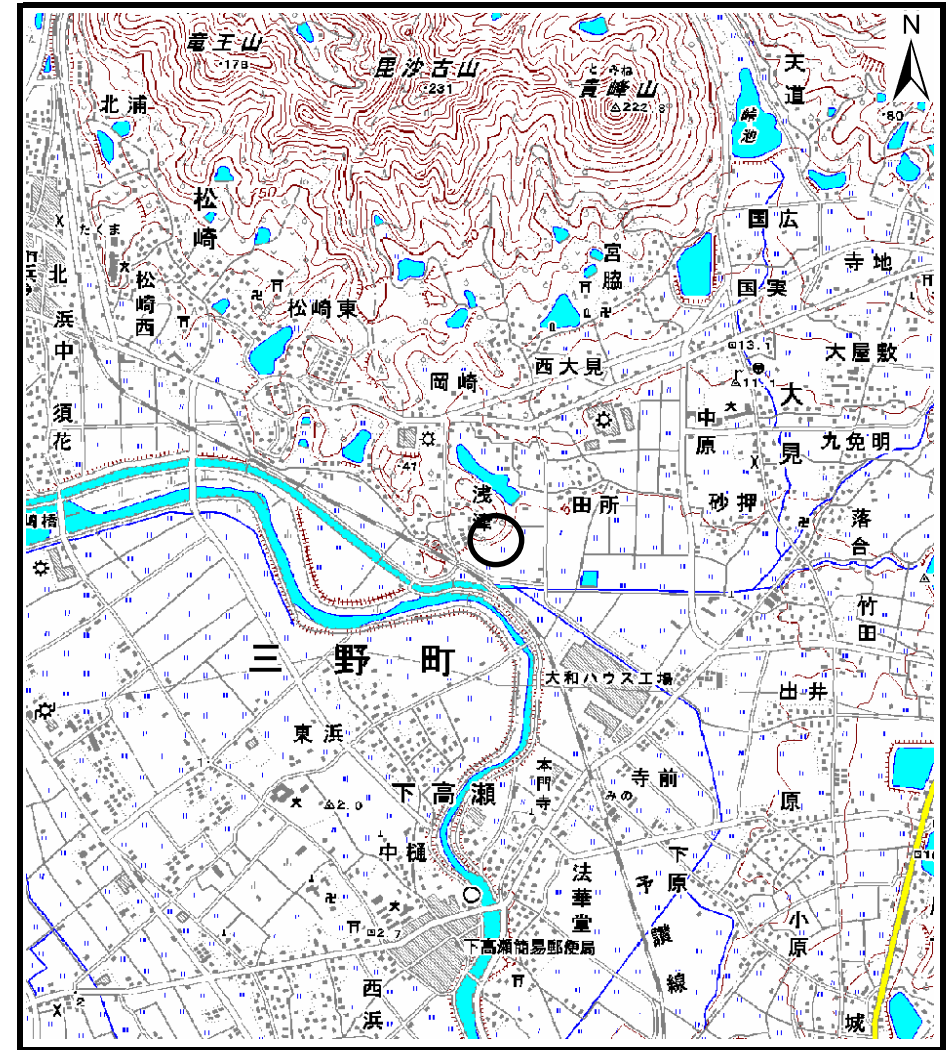 N
竜王山
・178
毘沙古山
・231
とみね
貴峰山
△222.8
天道
峠池
・80
北浦
松崎
150
たくま
北浜中
須花
松崎西
松崎東
宮脇
国広
国実
寺地
岡崎
西大見
13.1
11.1
大屋敷
大見
中原
九免明
・41
浅津
田所
砂押
落合
竹田
三野町
大和ハウス工場
出井
東浜
下高瀬
本門寺
寺前
みの
原
△2.0
中樋
法華堂
下原
予讃線
小原
2.7
下高瀬簡易郵便局
西浜
2
城